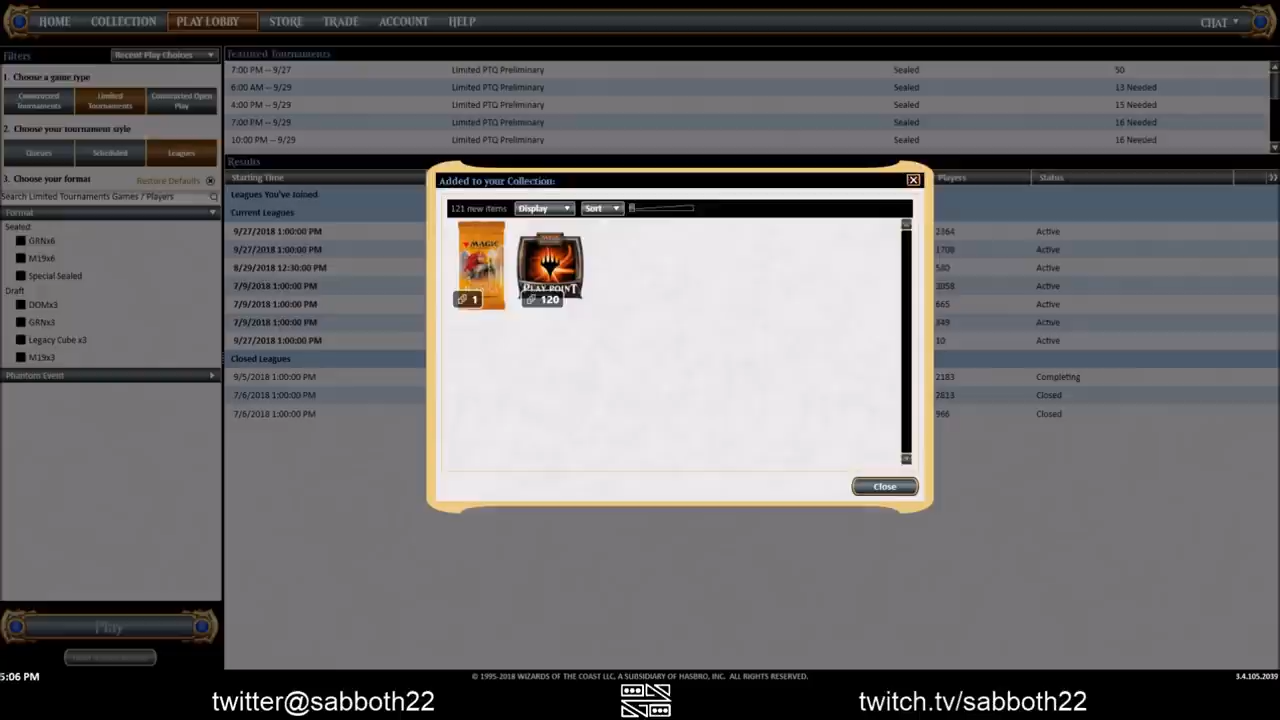 HOME COLLECTION PLAY LOBBY STORE TRADE ACCOUNT HELP CHAT
Filters Recent Play Choices
1. Choose a game type
Constructed Tournaments Limited Tournaments Constructed Open Play
2. Choose your tournament style
Queues Scheduled Leagues
3. Choose your format Restore Defaults
Search Limited Tournaments Games / Players
Format
Sealed
GRNx6
M19x6
Special Sealed
Draft
DOMx3
GRNx3
Legacy Cube x3
M19x3
Phantom Event
Play
Featured Tournaments
7:00 PM -- 9/27 Limited PTQ Preliminary Sealed 50
6:00 AM -- 9/29 Limited PTQ Preliminary Sealed 13 Needed
4:00 PM -- 9/29 Limited PTQ Preliminary Sealed 15 Needed
7:00 PM -- 9/29 Limited PTQ Preliminary Sealed 16 Needed
10:00 PM -- 9/29 Limited PTQ Preliminary Sealed 16 Needed
Results
Starting Time Players Status
Leagues You've Joined
Current Leagues
9/27/2018 1:00:00 PM 2364 Active
9/27/2018 1:00:00 PM 1708 Active
8/29/2018 12:30:00 PM 580 Active
7/9/2018 1:00:00 PM 2058 Active
7/9/2018 1:00:00 PM 665 Active
7/9/2018 1:00:00 PM 349 Active
9/27/2018 1:00:00 PM 10 Active
Closed Leagues
9/5/2018 1:00:00 PM 2183 Completing
7/6/2018 1:00:00 PM 2813 Closed
7/6/2018 1:00:00 PM 966 Closed
Added to your Collection:
121 new items Display Sort
MAGIC
PLAY POINT
1 120
Close
5:06 PM
© 1995-2018 WIZARDS OF THE COAST LLC, A SUBSIDIARY OF HASBRO, INC. ALL RIGHTS RESERVED.
3.4.105.2039
twitter@sabboth22 twitch.tv/sabboth22